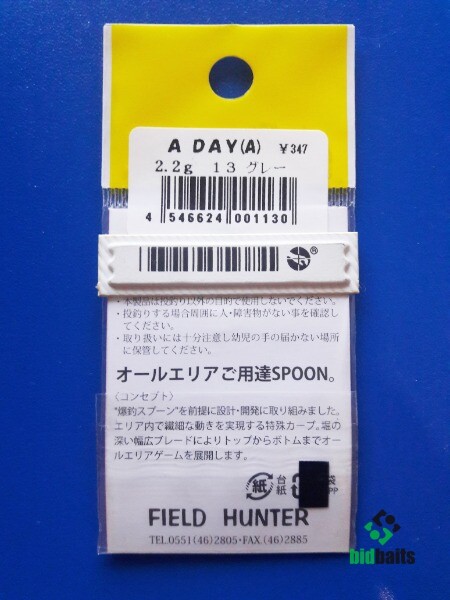 A DAY(A) ¥347
2.2g 13 グレー
4 546624 001130
®
・本製品は投釣り以外の目的で使用しないでください。
・投釣りする場合周囲に人・障害物がない事を確認し
てください。
・取り扱いには十分注意し幼児の手の届かない場所
に保管してください。
オールエリアご用達SPOON。
〈コンセプト〉
"爆釣スプーン"を前提に設計・開発に取り組みました。
エリア内で繊細な動きを実現する特殊カーブ。堀の
深い幅広ブレードによりトップからボトムまでオー
ルエリアゲームを展開します。
紙 台紙 袋 PP
FIELD HUNTER
TEL.0551(46)2805・FAX.(46)2885
bidbaits